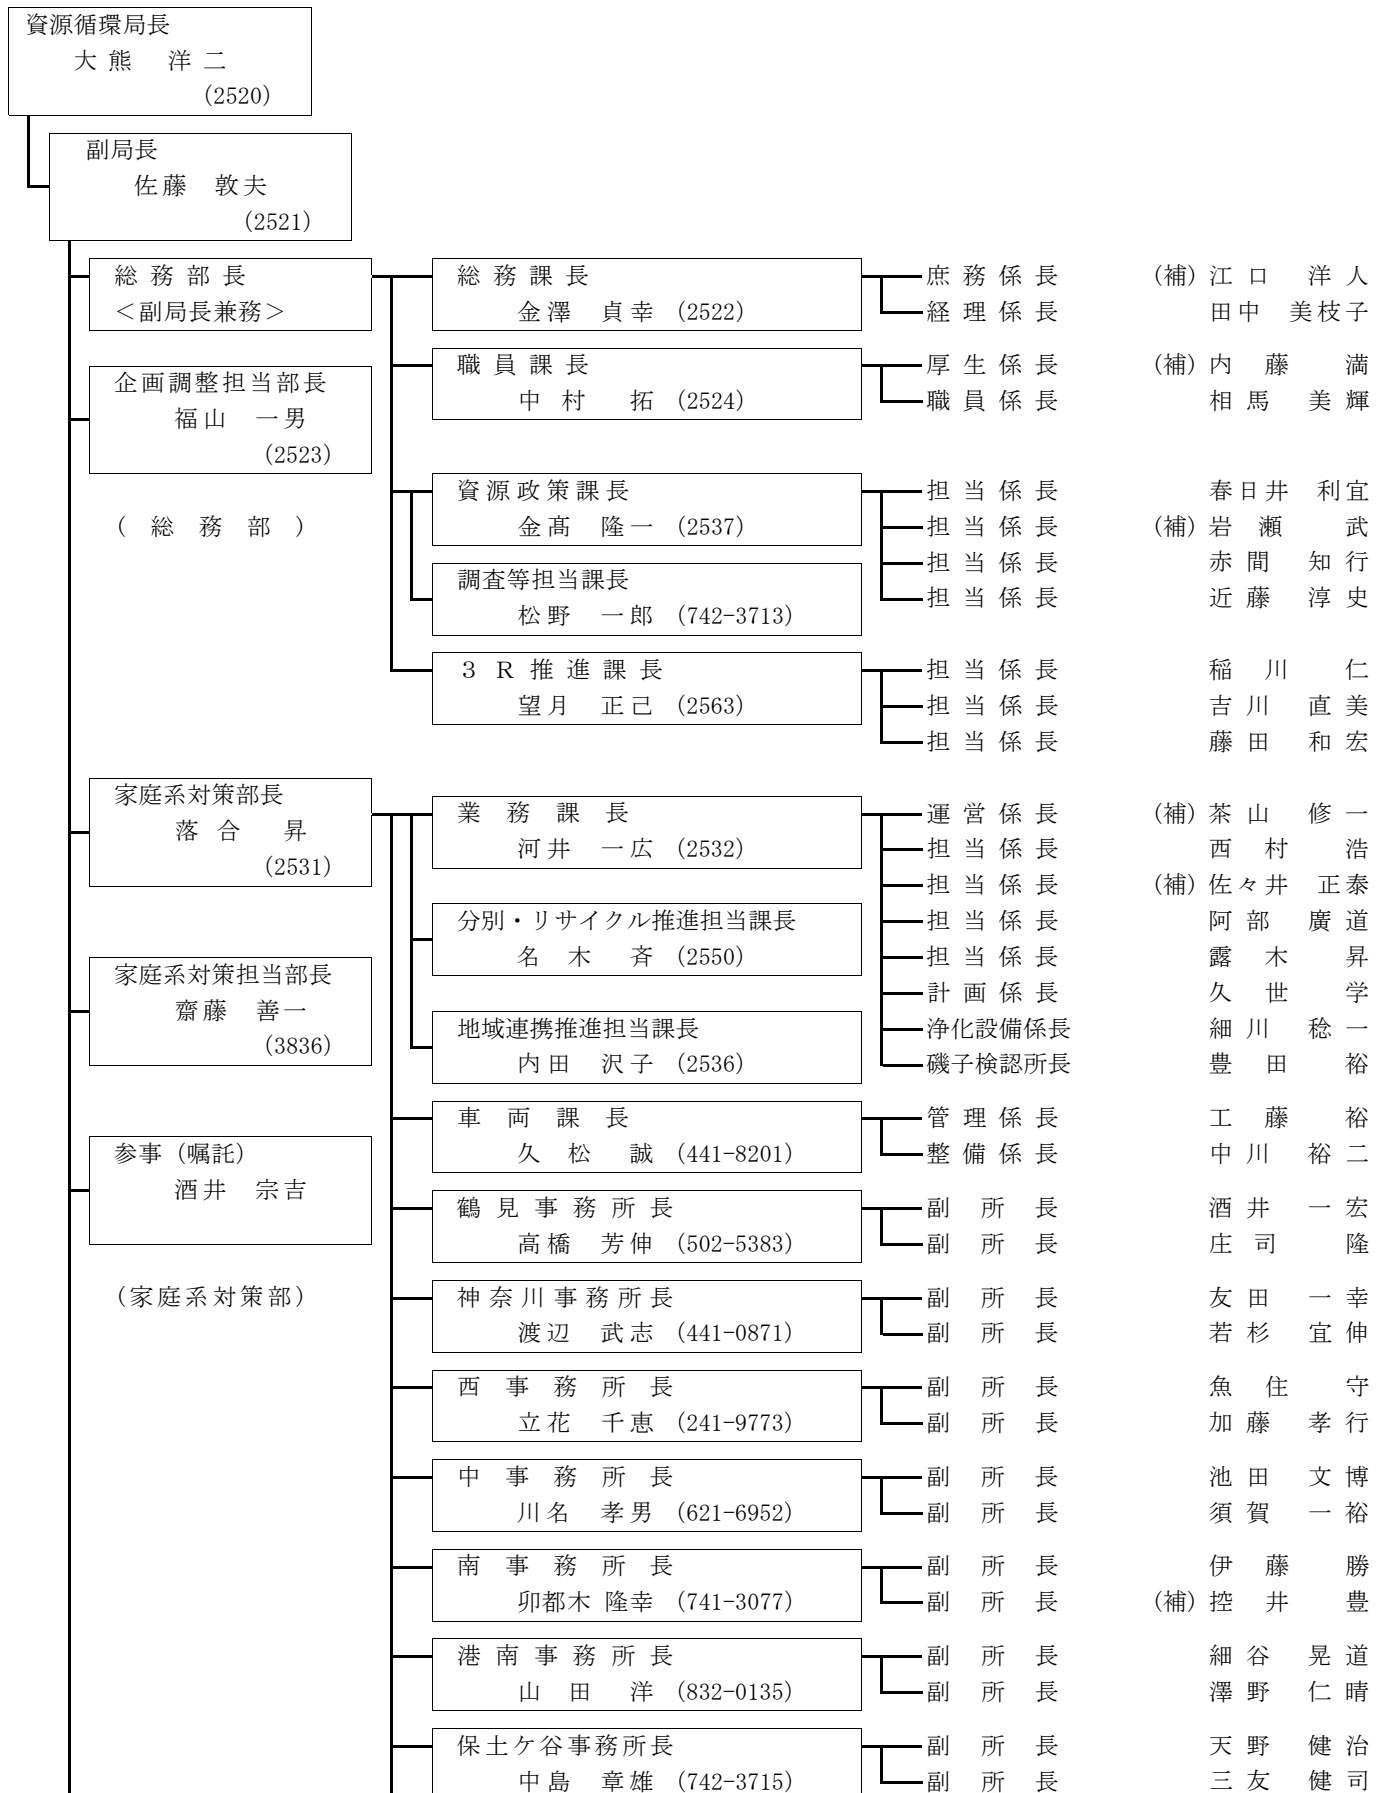 資源循環局長
大熊 洋二
(2520)
副局長
佐藤 敦夫
(2521)
総務部長
＜副局長兼務＞
総務課長
金澤 貞幸 (2522)
庶務係長 (補) 江口 洋人
経理係長 田中 美枝子
職員課長
中村 拓 (2524)
厚生係長 (補) 内藤 満
職員係長 相馬 美輝
企画調整担当部長
福山 一男
(2523)
( 総 務 部 )
資源政策課長
金髙 隆一 (2537)
担当係長 春日井 利宜
担当係長 (補) 岩瀬 武
調査等担当課長
松野 一郎 (742-3713)
担当係長 赤間 知行
担当係長 近藤 淳史
３Ｒ推進課長
望月 正己 (2563)
担当係長 稲川 仁
担当係長 吉川 直美
担当係長 藤田 和宏
家庭系対策部長
落合 昇
(2531)
業務課長
河井 一広 (2532)
運営係長 (補) 茶山 修一
担当係長 西村 浩
担当係長 (補) 佐々井 正泰
分別・リサイクル推進担当課長
名木 斉 (2550)
担当係長 阿部 廣道
担当係長 露木 昇
計画係長 久世 学
家庭系対策担当部長
齋藤 善一
(3836)
地域連携推進担当課長
内田 沢子 (2536)
浄化設備係長 細川 稔一
磯子検認所長 豊田 裕
車両課長
久松 誠 (441-8201)
管理係長 工藤 裕
整備係長 中川 裕二
参事（嘱託）
酒井 宗吉
(家庭系対策部)
鶴見事務所長
高橋 芳伸 (502-5383)
副所長 酒井 一宏
副所長 庄司 隆
神奈川事務所長
渡辺 武志 (441-0871)
副所長 友田 一幸
副所長 若杉 宜伸
西事務所長
立花 千恵 (241-9773)
副所長 魚住 守
副所長 加藤 孝行
中事務所長
川名 孝男 (621-6952)
副所長 池田 文博
副所長 須賀 一裕
南事務所長
卯都木 隆幸 (741-3077)
副所長 伊藤 勝
副所長 (補) 控井 豊
港南事務所長
山田 洋 (832-0135)
副所長 細谷 晃道
副所長 澤野 仁晴
保土ケ谷事務所長
中島 章雄 (742-3715)
副所長 天野 健治
副所長 三友 健司